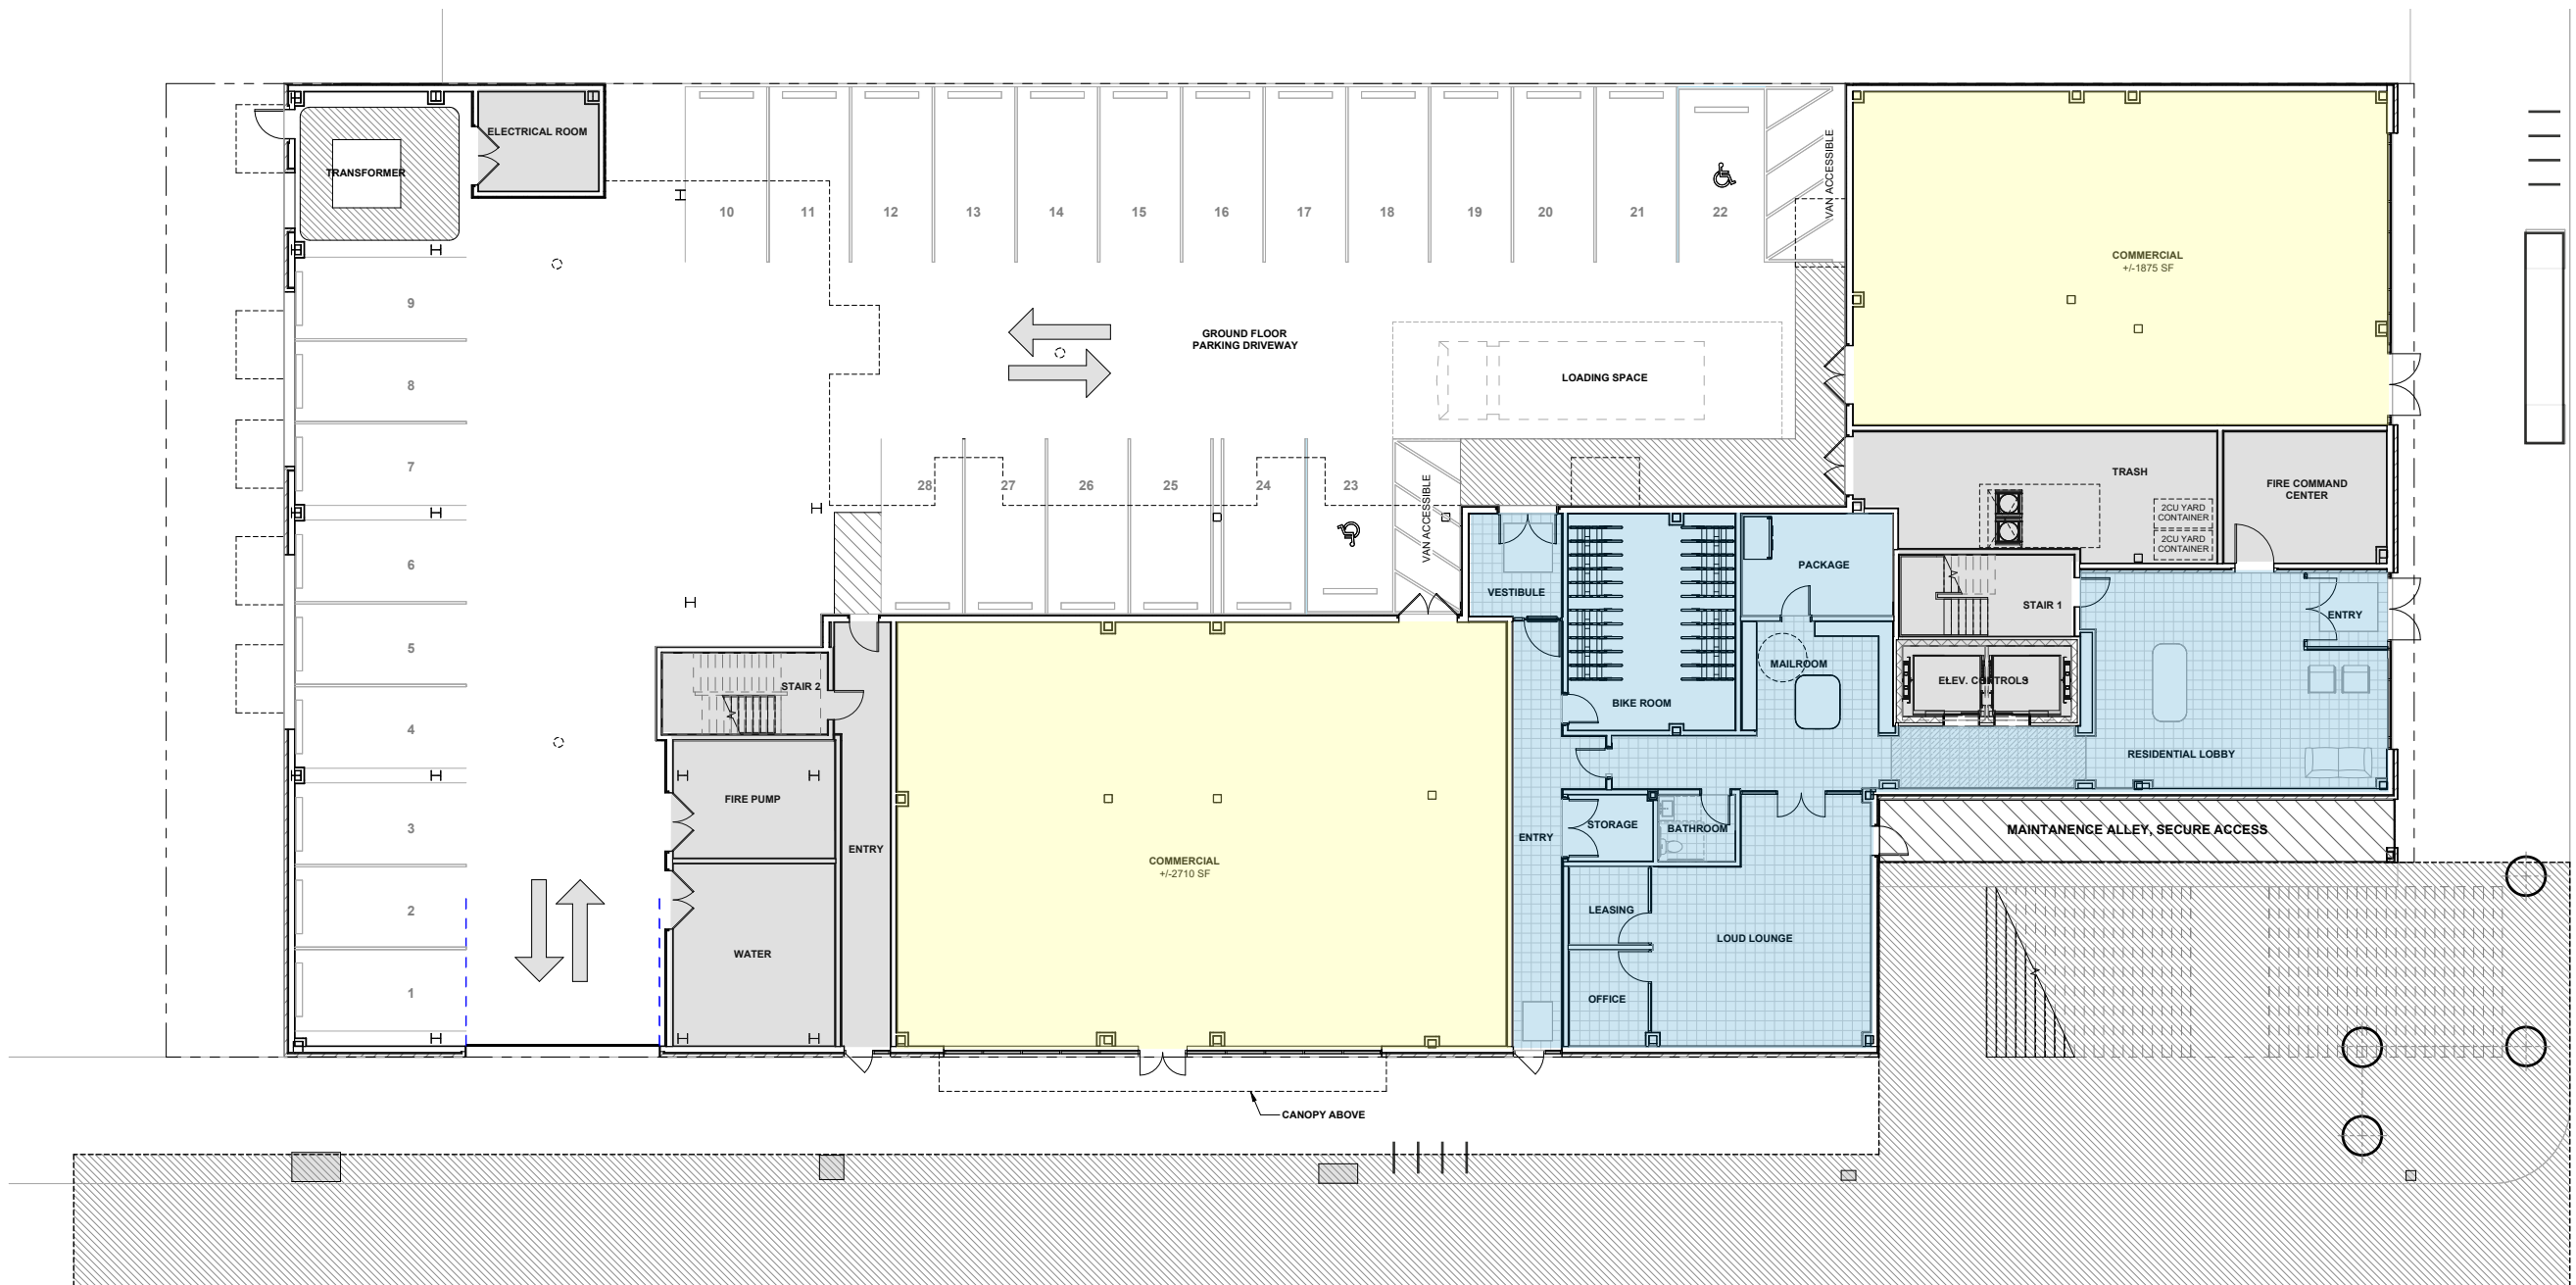 ELECTRICAL ROOM
TRANSFORMER
10
11
12
13
14
15
16
17
18
19
20
21
22
VAN ACCESSIBLE
COMMERCIAL
+/-1875 SF
9
8
7
6
5
4
3
2
1
GROUND FLOOR
PARKING DRIVEWAY
LOADING SPACE
28
27
26
25
24
23
VAN ACCESSIBLE
TRASH
2CU YARD
CONTAINER
2CU YARD
CONTAINER
FIRE COMMAND
CENTER
VESTIBULE
PACKAGE
STAIR 1
ENTRY
MAILROOM
ELEV. CONTROLS
BIKE ROOM
RESIDENTIAL LOBBY
STAIR 2
FIRE PUMP
ENTRY
WATER
COMMERCIAL
+/-2710 SF
ENTRY
STORAGE
BATHROOM
MAINTANENCE ALLEY, SECURE ACCESS
LEASING
LOUD LOUNGE
OFFICE
CANOPY ABOVE